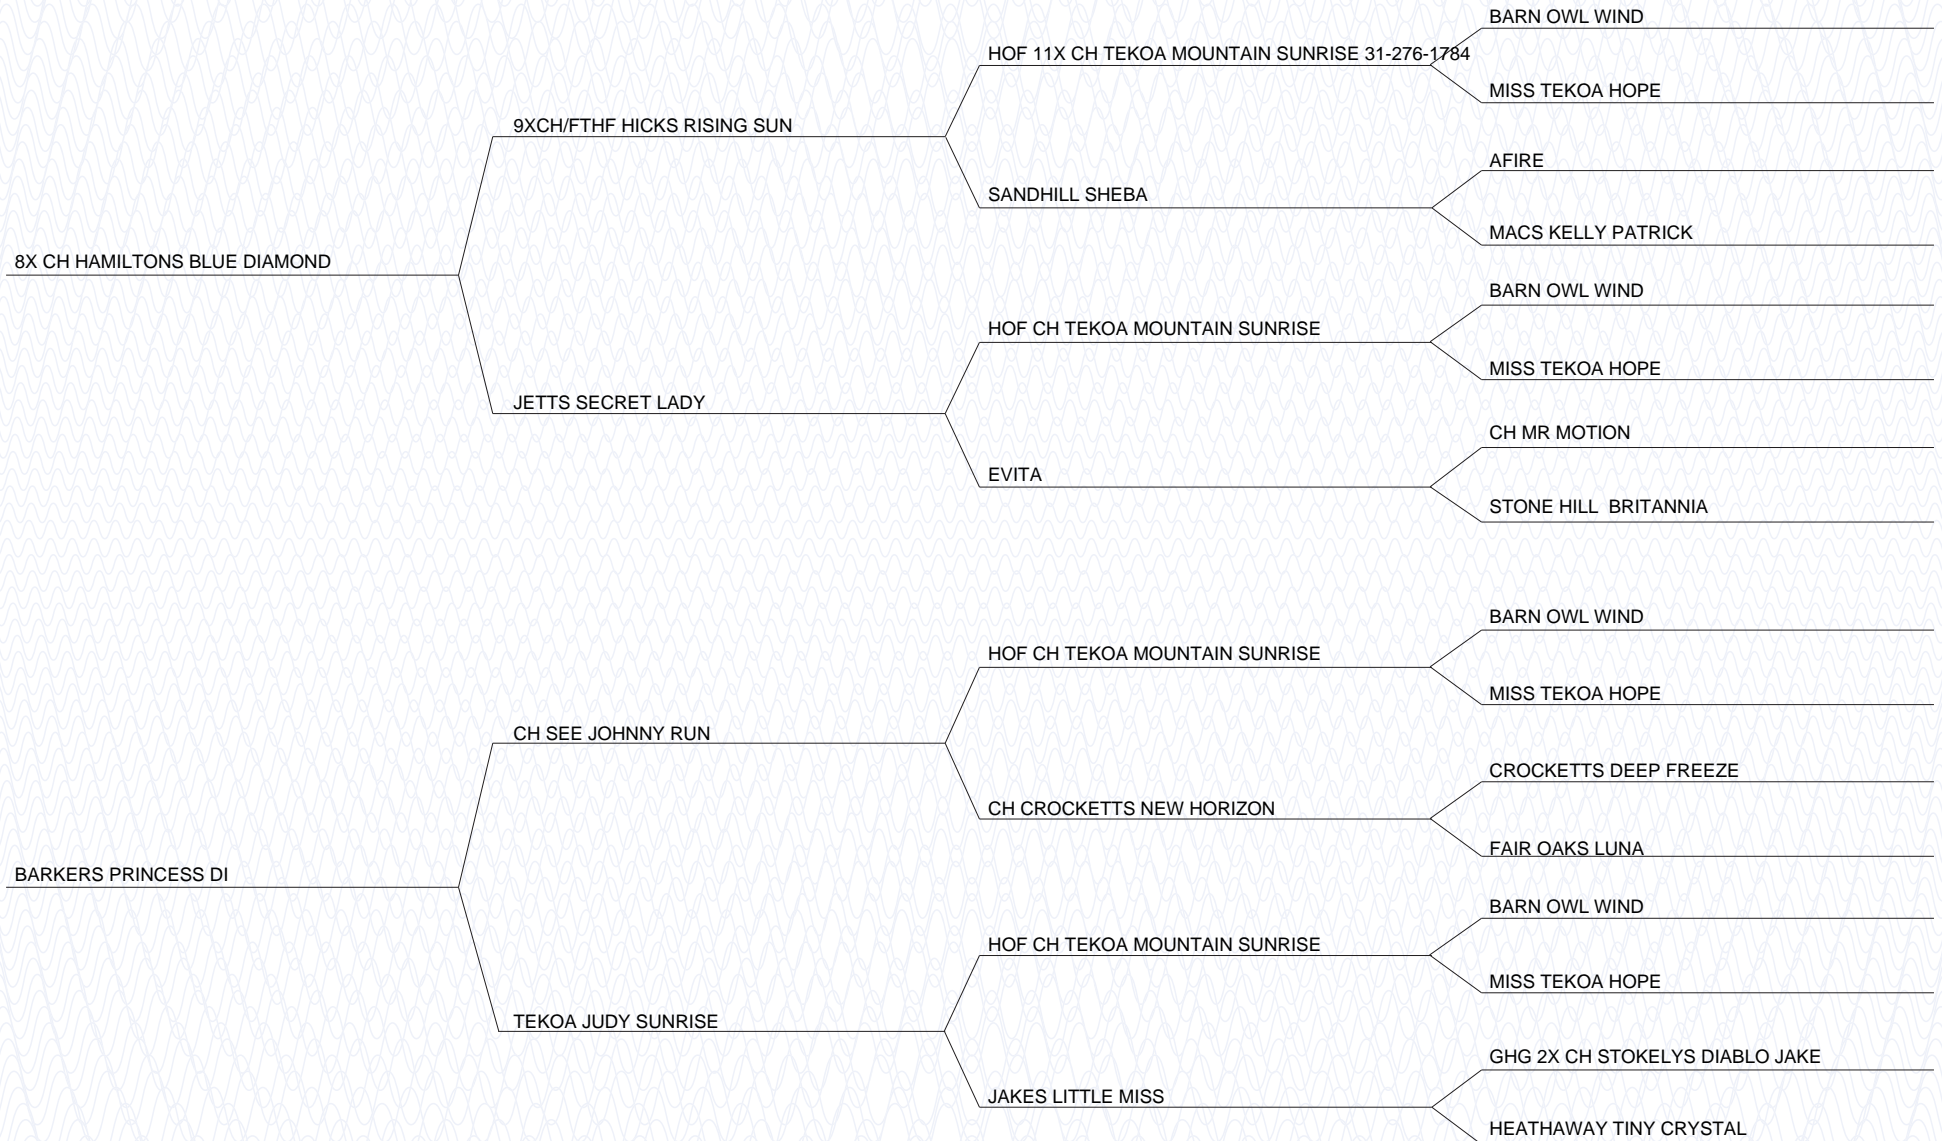 BARN OWL WIND
HOF 11X CH TEKOA MOUNTAIN SUNRISE 31-276-1784
MISS TEKOA HOPE
9XCH/FTHF HICKS RISING SUN
AFIRE
SANDHILL SHEBA
MACS KELLY PATRICK
8X CH HAMILTONS BLUE DIAMOND
BARN OWL WIND
HOF CH TEKOA MOUNTAIN SUNRISE
MISS TEKOA HOPE
JETTS SECRET LADY
CH MR MOTION
EVITA
STONE HILL  BRITANNIA
BARN OWL WIND
HOF CH TEKOA MOUNTAIN SUNRISE
MISS TEKOA HOPE
CH SEE JOHNNY RUN
CROCKETTS DEEP FREEZE
CH CROCKETTS NEW HORIZON
FAIR OAKS LUNA
BARKERS PRINCESS DI
BARN OWL WIND
HOF CH TEKOA MOUNTAIN SUNRISE
MISS TEKOA HOPE
TEKOA JUDY SUNRISE
GHG 2X CH STOKELYS DIABLO JAKE
JAKES LITTLE MISS
HEATHAWAY TINY CRYSTAL